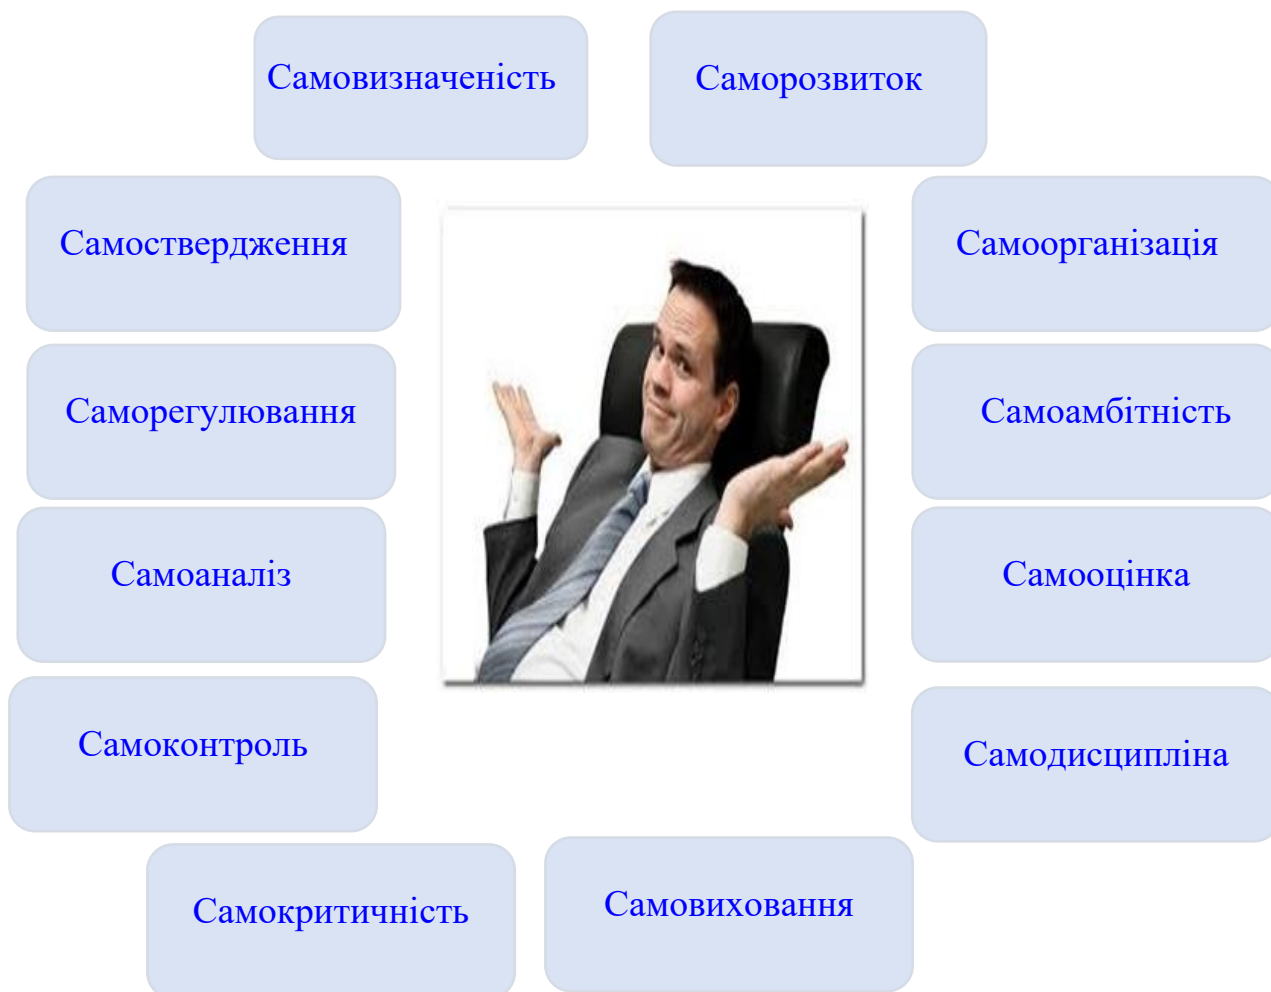 Самовизначеність
Саморозвиток
Самоствердження
Самоорганізація
Саморегулювання
Самоамбітність
Самоаналіз
Самооцінка
Самоконтроль
Самодисципліна
Самокритичність
Самовиховання